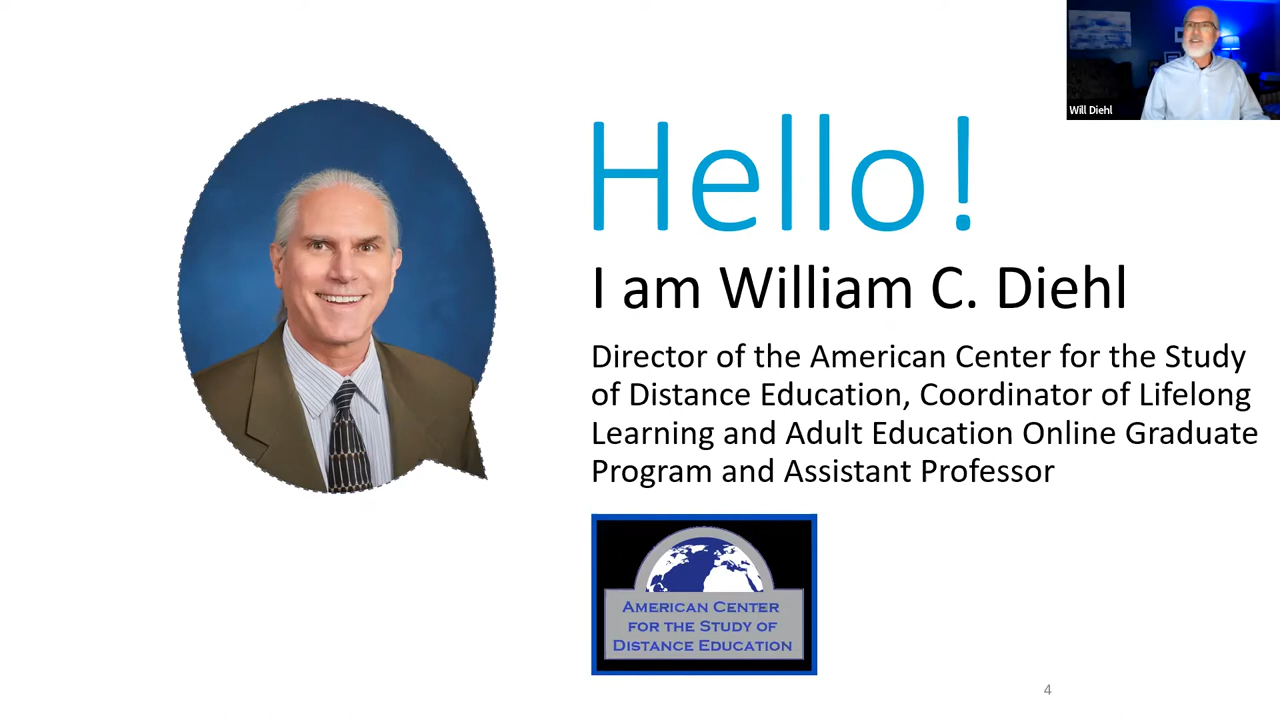 Will Diehl
Hello!
I am William C. Diehl
Director of the American Center for the Study
of Distance Education, Coordinator of Lifelong
Learning and Adult Education Online Graduate
Program and Assistant Professor
AMERICAN CENTER
FOR THE STUDY OF
DISTANCE EDUCATION
4